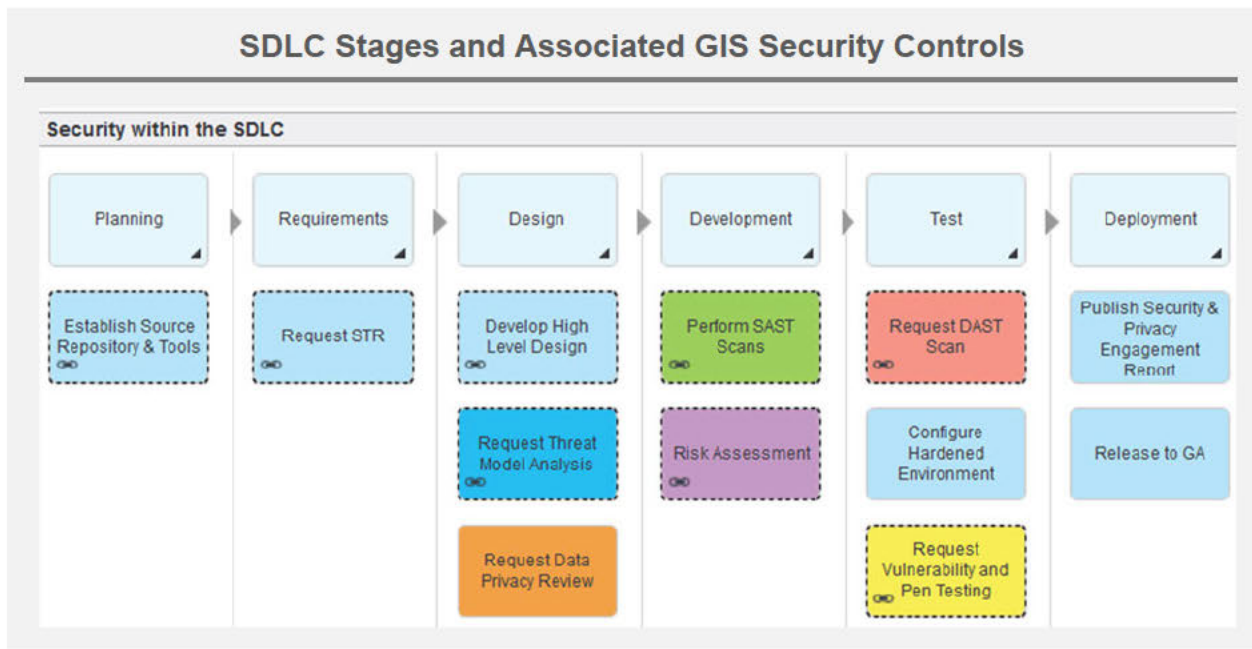 SDLC Stages and Associated GIS Security Controls
Security within the SDLC
Planning
Requirements
Design
Development
Test
Deployment
Establish Source
Repository & Tools
Request STR
Develop High
Level Design
Perform SAST
Scans
Request DAST
Scan
Publish Security &
Privacy
Engagement
Report
Request Threat
Model Analysis
Risk Assessment
Configure
Hardened
Environment
Release to GA
Request Data
Privacy Review
Request
Vulnerability and
Pen Testing